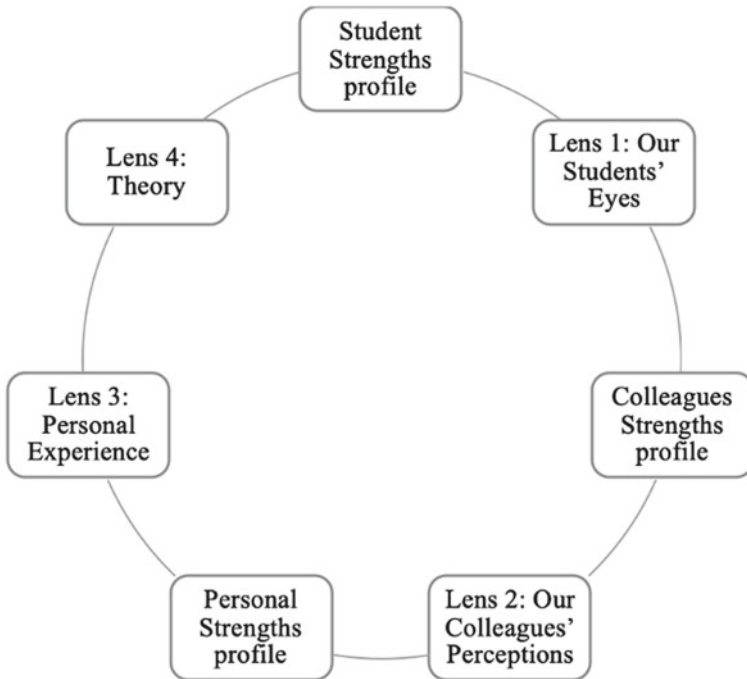 Student
Strengths
profile
Lens 1: Our
Students’
Eyes
Colleagues
Strengths
profile
Lens 2: Our
Colleagues’
Perceptions
Personal
Strengths
profile
Lens 3:
Personal
Experience
Lens 4:
Theory